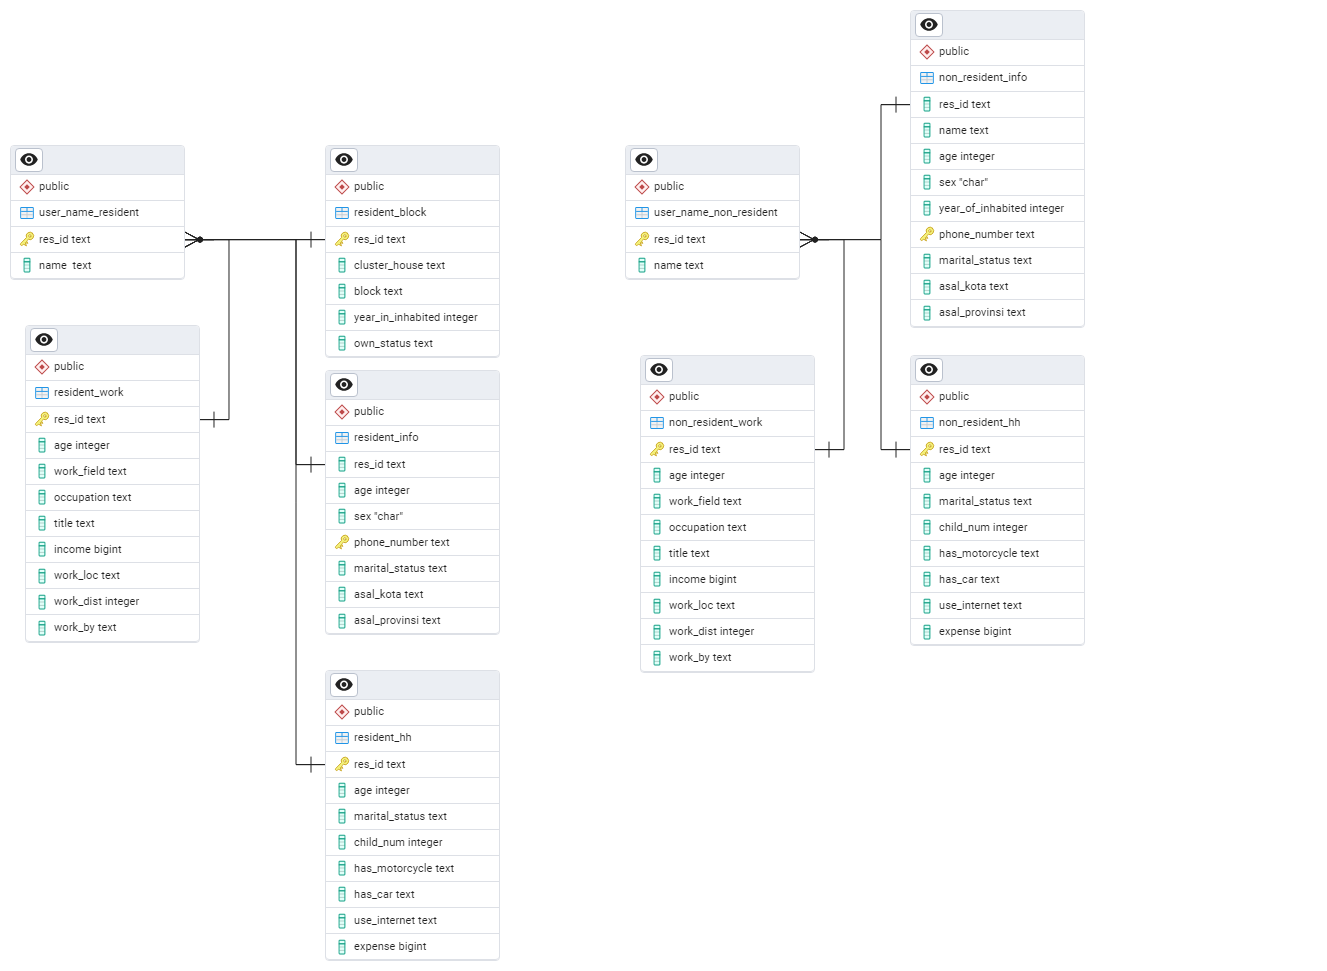 public
user_name_resident
res_id text
name  text
public
resident_work
res_id text
age integer
work_field text
occupation text
title text
income bigint
work_loc text
work_dist integer
work_by text
public
resident_block
res_id text
cluster_house text
block text
year_in_inhabited integer
own_status text
public
resident_info
res_id text
age integer
sex "char"
phone_number text
marital_status text
asal_kota text
asal_provinsi text
public
resident_hh
res_id text
age integer
marital_status text
child_num integer
has_motorcycle text
has_car text
use_internet text
expense bigint
public
user_name_non_resident
res_id text
name text
public
non_resident_work
res_id text
age integer
work_field text
occupation text
title text
income bigint
work_loc text
work_dist integer
work_by text
public
non_resident_info
res_id text
name text
age integer
sex "char"
year_of_inhabited integer
phone_number text
marital_status text
asal_kota text
asal_provinsi text
public
non_resident_hh
res_id text
age integer
marital_status text
child_num integer
has_motorcycle text
has_car text
use_internet text
expense bigint